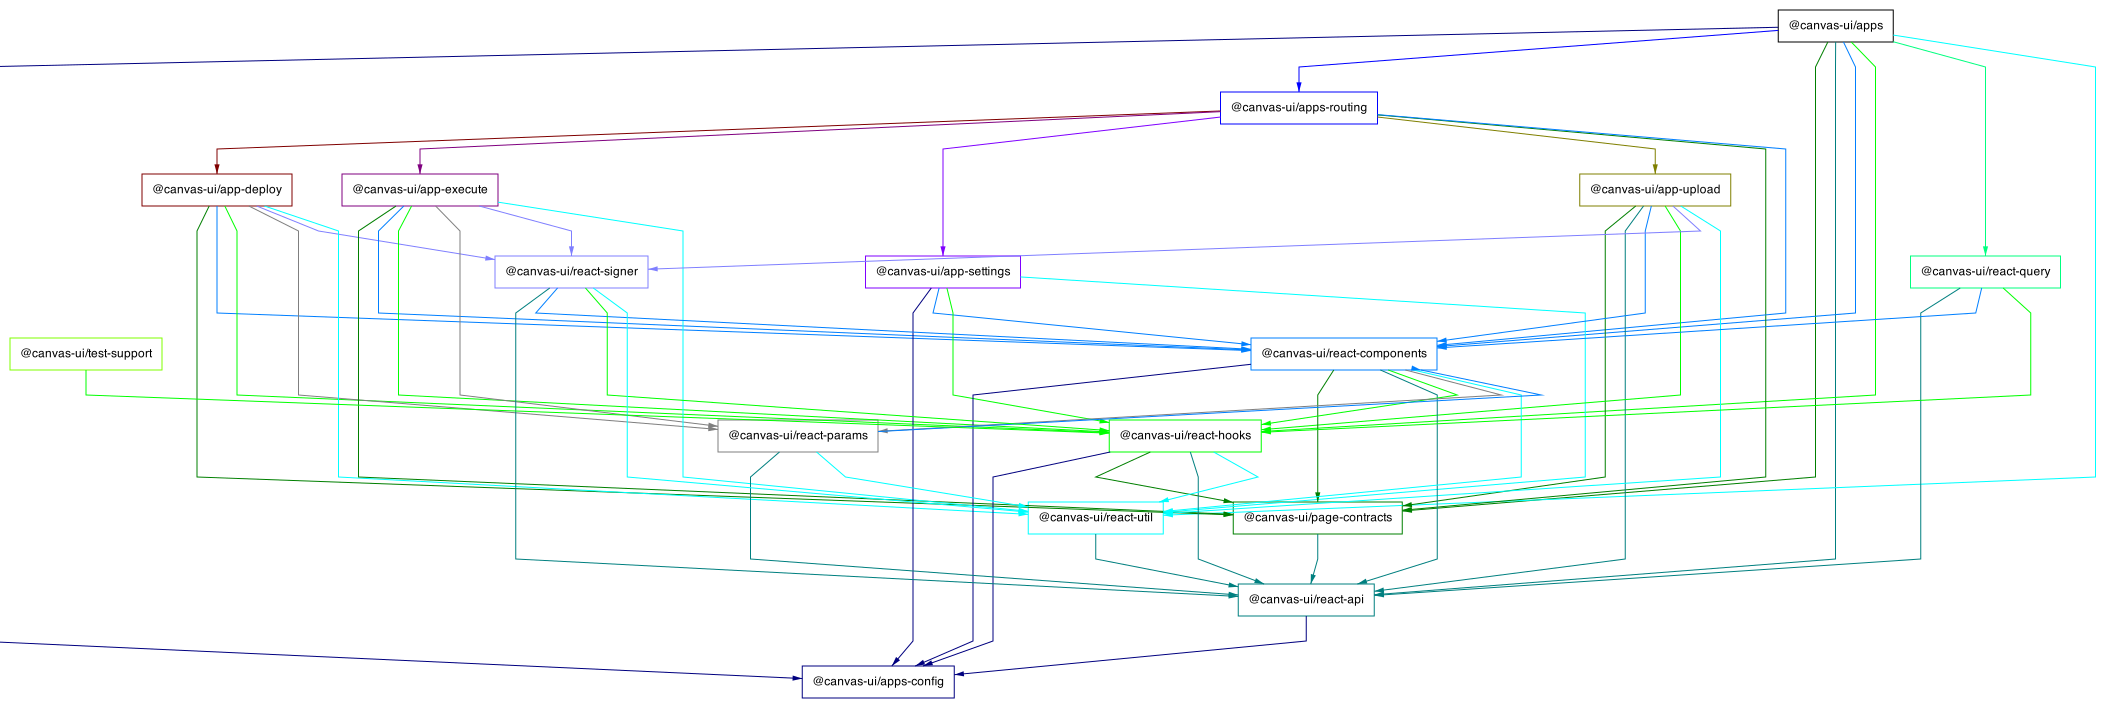 @canvas-ui/apps
@canvas-ui/apps-routing
@canvas-ui/app-deploy
@canvas-ui/app-execute
@canvas-ui/app-upload
@canvas-ui/react-signer
@canvas-ui/app-settings
@canvas-ui/react-query
@canvas-ui/test-support
@canvas-ui/react-components
@canvas-ui/react-params
@canvas-ui/react-hooks
@canvas-ui/react-util
@canvas-ui/page-contracts
@canvas-ui/react-api
@canvas-ui/apps-config